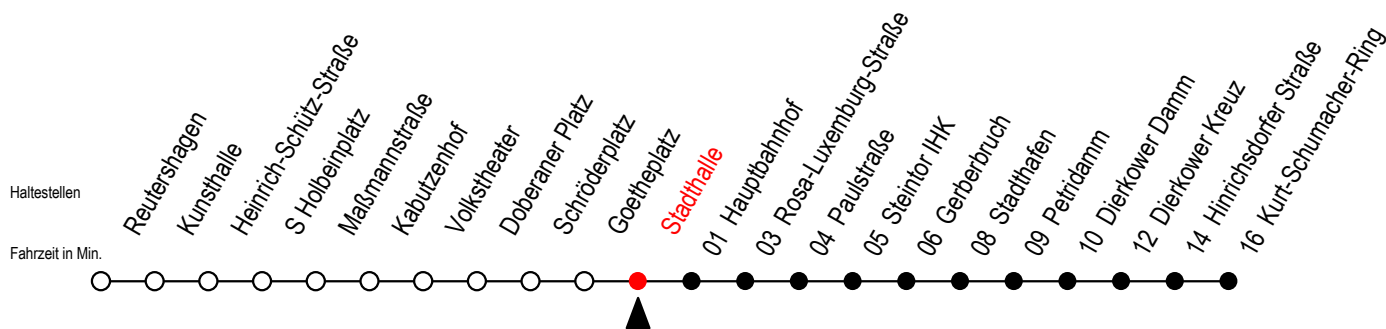 Haltestellen
Fahrzeit in Min.
Reutershagen
Kunsthalle
Heinrich-Schütz-Straße
S Holbeinplatz
Maßmannstraße
Kabutzenhof
Volkstheater
Doberaner Platz
Schröderplatz
Goetheplatz
Stadthalle
01 Hauptbahnhof
03 Rosa-Luxemburg-Straße
04 Paulstraße
05 Steintor IHK
06 Gerberbruch
08 Stadthafen
09 Petridamm
10 Dierkower Damm
12 Dierkower Kreuz
14 Hinrichsdorfer Straße
16 Kurt-Schumacher-Ring